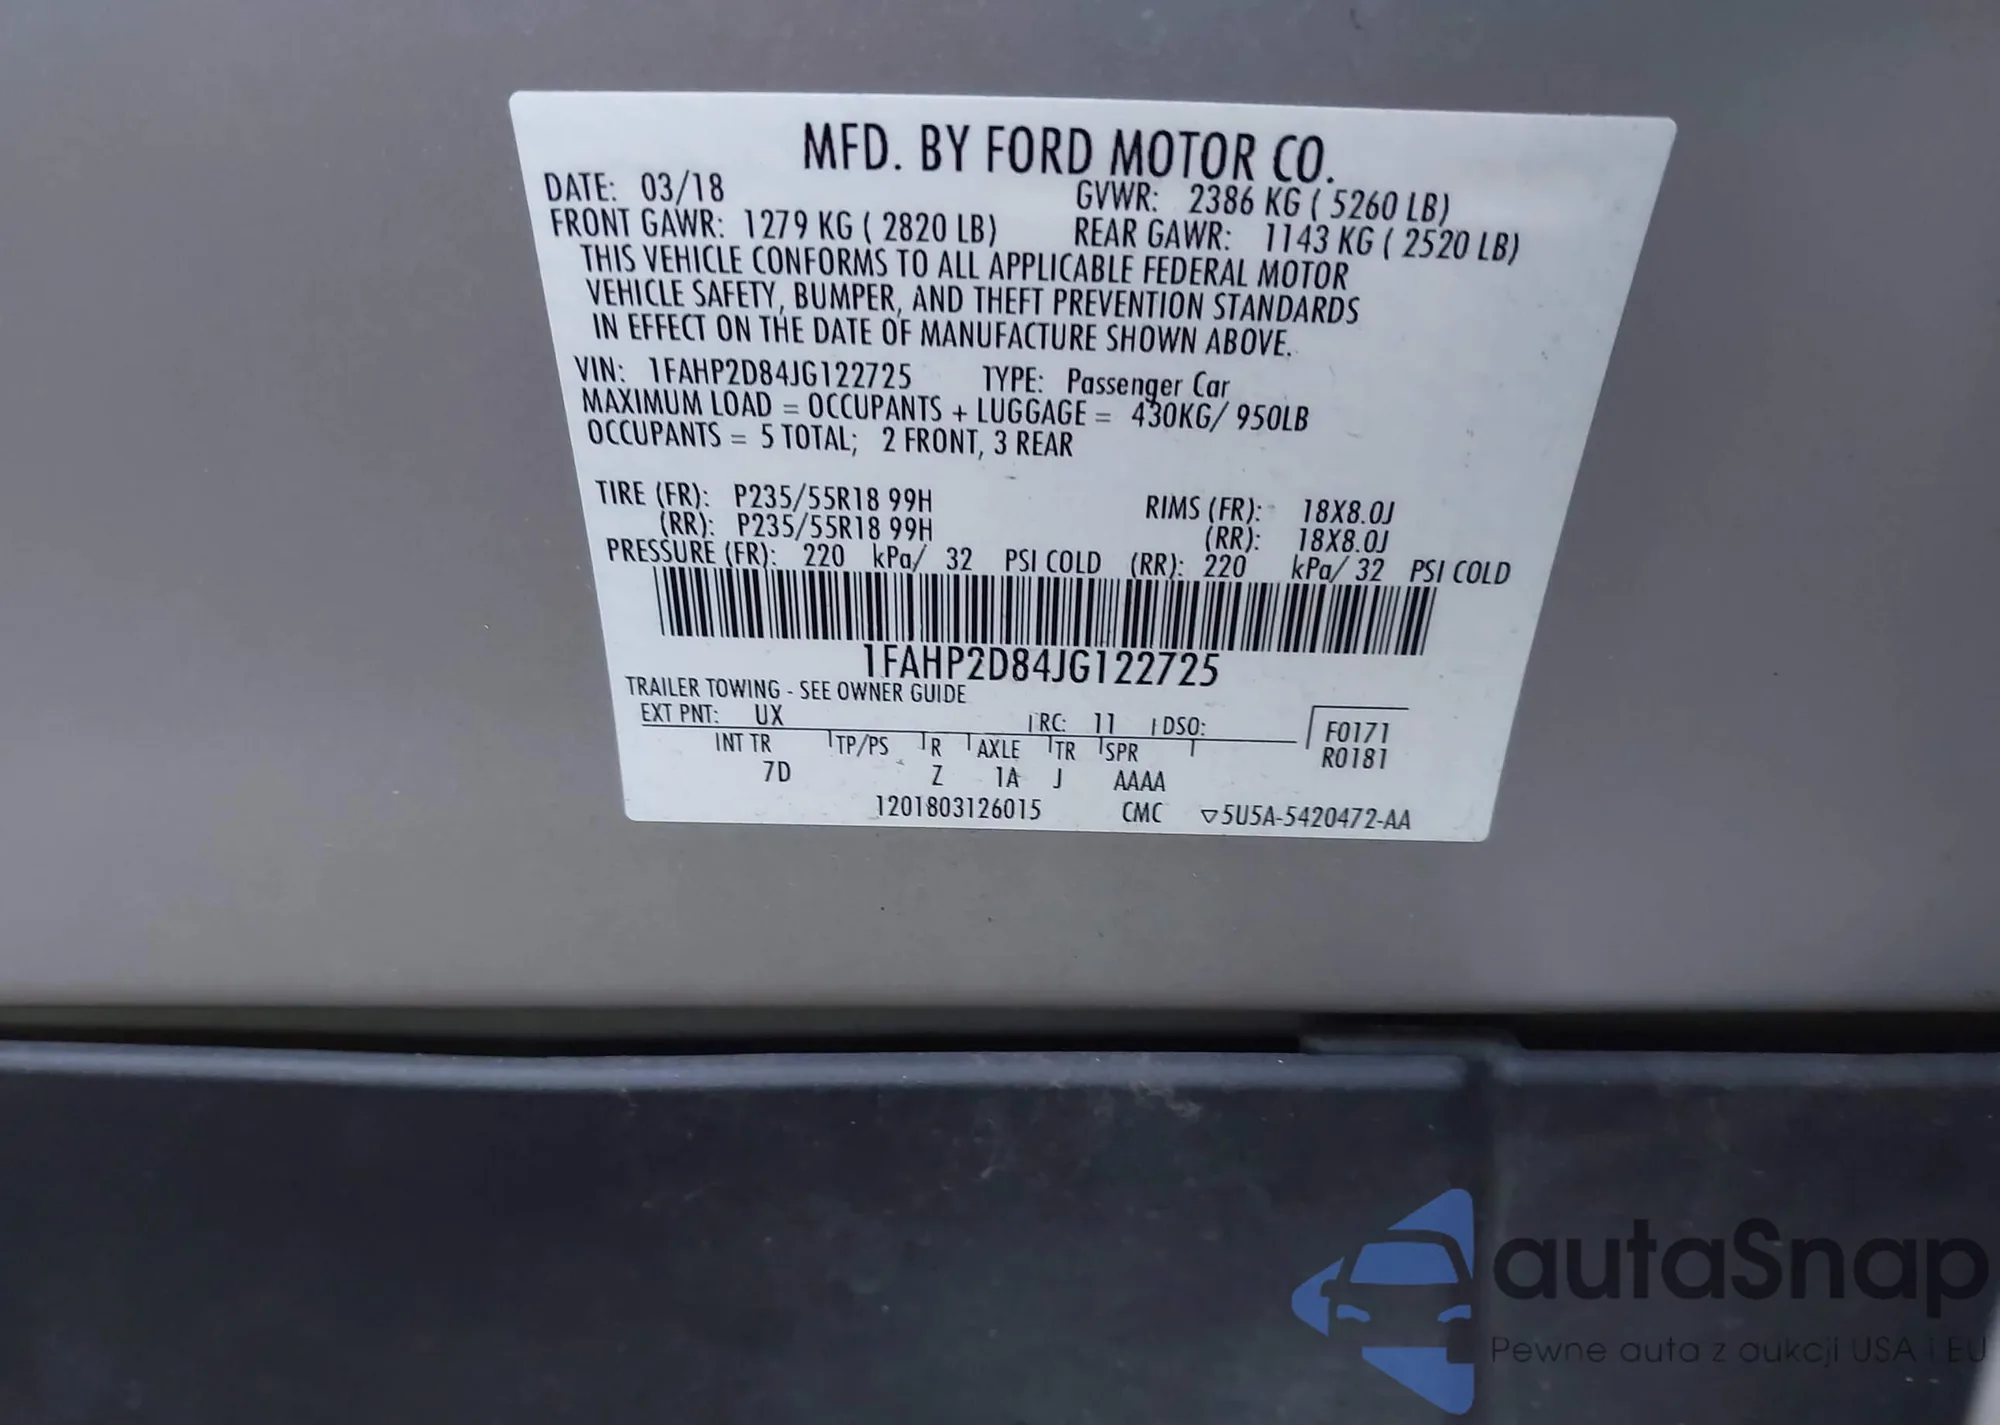 MFD. BY FORD MOTOR CO.
DATE: 03/18 GVWR: 2386 KG ( 5260 LB)
FRONT GAWR: 1279 KG ( 2820 LB) REAR GAWR: 1143 KG ( 2520 LB)
THIS VEHICLE CONFORMS TO ALL APPLICABLE FEDERAL MOTOR
VEHICLE SAFETY, BUMPER, AND THEFT PREVENTION STANDARDS
IN EFFECT ON THE DATE OF MANUFACTURE SHOWN ABOVE.
VIN: 1FAHP2D84JG122725 TYPE: Passenger Car
MAXIMUM LOAD = OCCUPANTS + LUGGAGE = 430KG/ 950LB
OCCUPANTS = 5 TOTAL; 2 FRONT, 3 REAR
TIRE (FR): P235/55R18 99H RIMS (FR): 18X8.0J
(RR): P235/55R18 99H (RR): 18X8.0J
PRESSURE (FR): 220 kPa/ 32 PSI COLD (RR): 220 kPa/ 32 PSI COLD
1FAHP2D84JG122725
TRAILER TOWING - SEE OWNER GUIDE
EXT PNT: UX RC: 11 DSO: F0171
INT TR TP/PS R AXLE TR SPR R0181
7D Z 1A J AAAA
1201803126015 CMC ▽5U5A-5420472-AA
autaSnap
Pewne auta z aukcji USA i EU